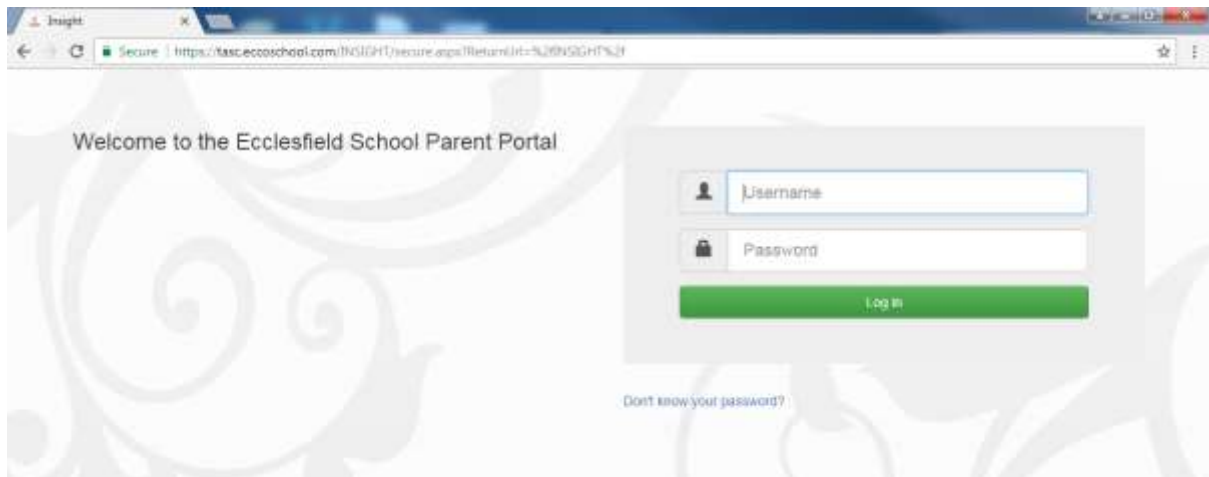 Insight
Secure | https://tasc.eccoschool.com/INSIGHT/secure.aspx?ReturnUrl=%2fINSIGHT%2f
Welcome to the Ecclesfield School Parent Portal
Username
Password
Log in
Don't know your password?